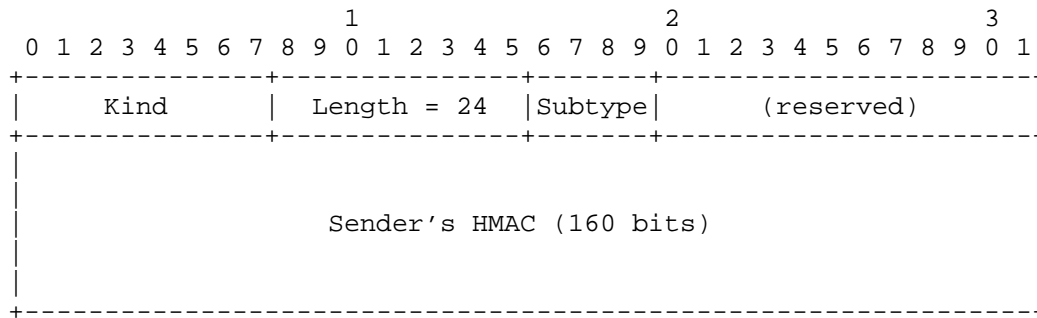 1                   2                   3
 0 1 2 3 4 5 6 7 8 9 0 1 2 3 4 5 6 7 8 9 0 1 2 3 4 5 6 7 8 9 0 1
+---------------+---------------+-------+-----------------------
|     Kind      |  Length = 24  |Subtype|      (reserved)
+---------------+---------------+-------+-----------------------
|
|
|                   Sender's HMAC (160 bits)
|
|
+---------------------------------------------------------------